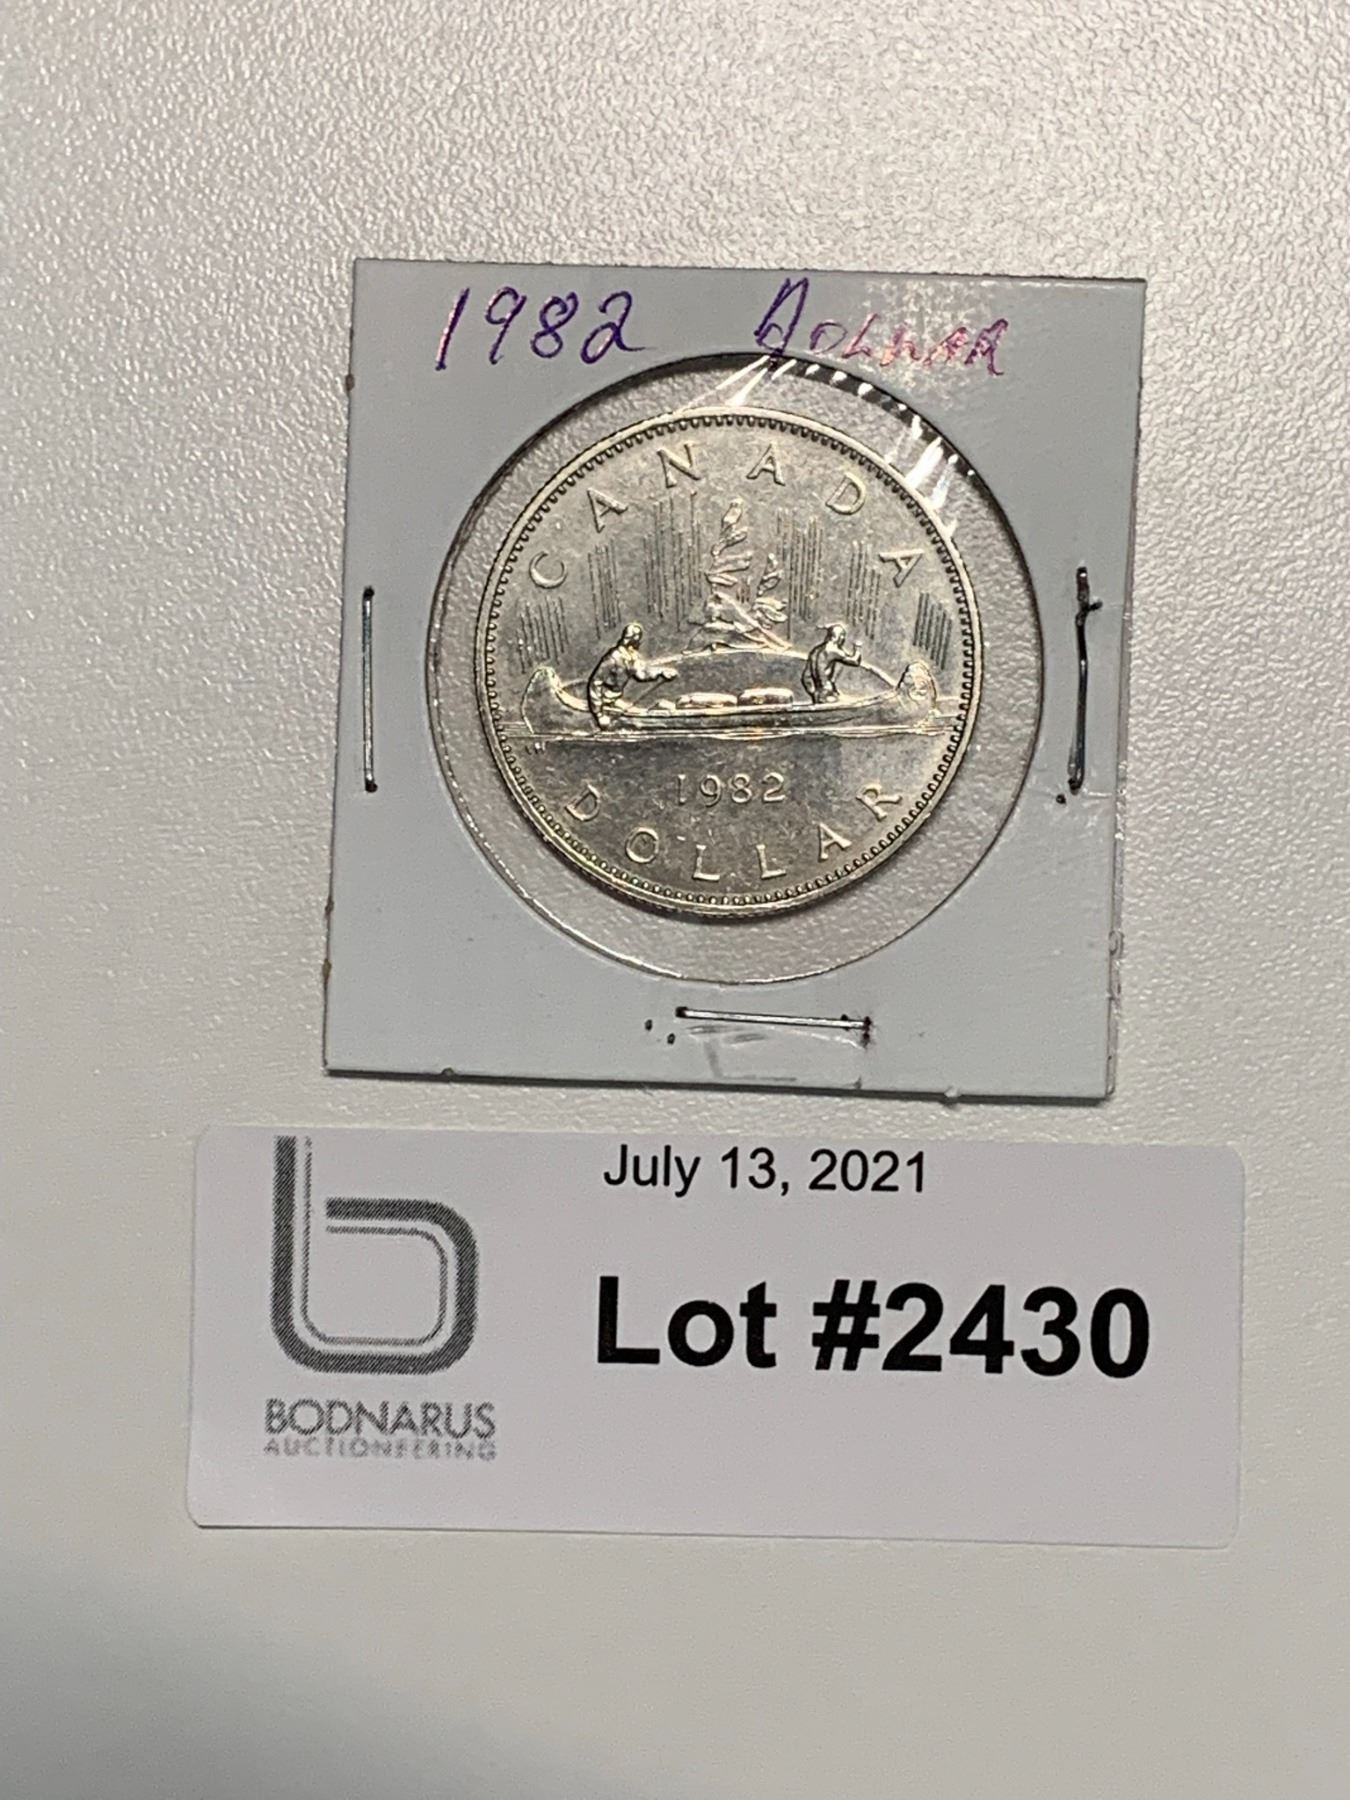 1982 DOLLAR
CANADA
1982
DOLLAR
July 13, 2021
Lot #2430
BODNARUS
AUCTIONEERING